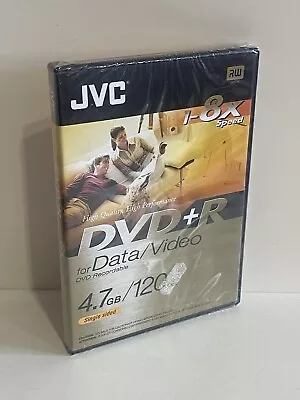 JVC
RW
1-8x
Speed
High Quality, High Performance
DVD+R
for Data/Video
DVD Recordable
4.7GB/120
Single sided